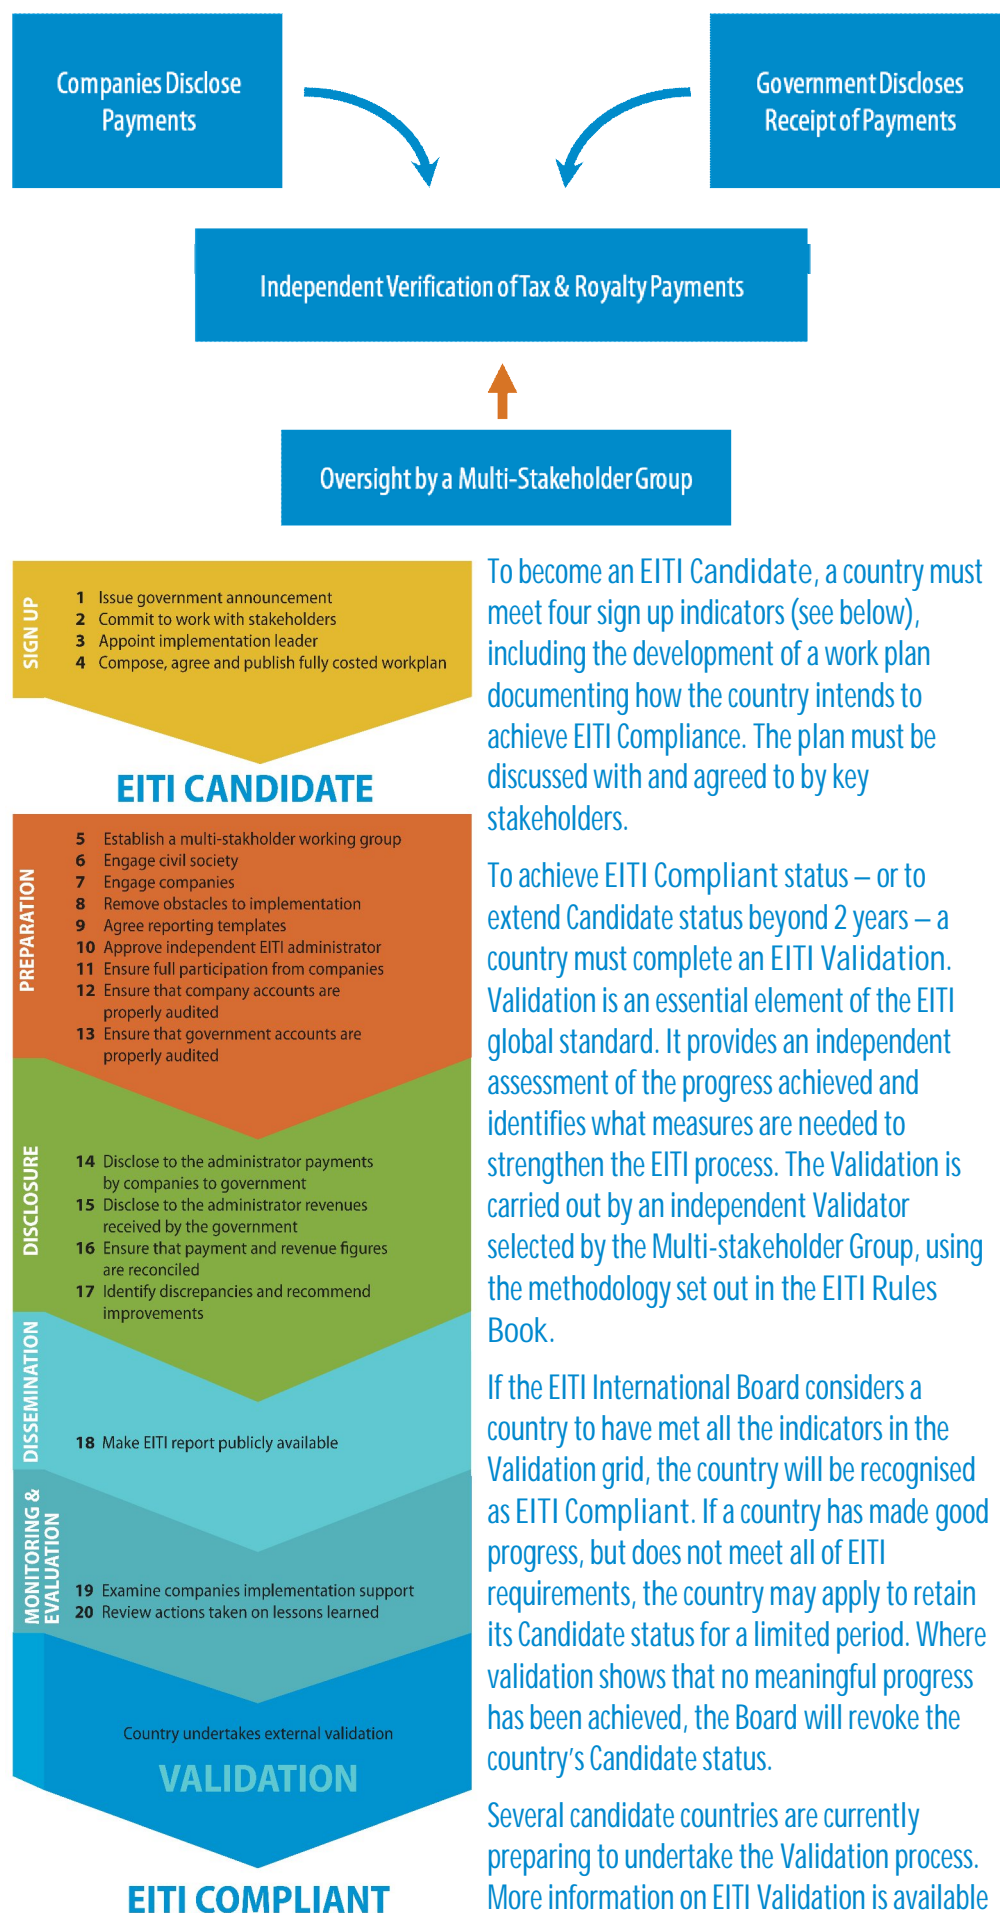 Companies Disclose
Payments
Government Discloses
Receipt of Payments
Independent Verification of Tax & Royalty Payments
Oversight by a Multi-Stakeholder Group
SIGN UP
1 Issue government announcement
2 Commit to work with stakeholders
3 Appoint implementation leader
4 Compose, agree and publish fully costed workplan
EITI CANDIDATE
PREPARATION
5 Establish a multi-stakholder working group
6 Engage civil society
7 Engage companies
8 Remove obstacles to implementation
9 Agree reporting templates
10 Approve independent EITI administrator
11 Ensure full participation from companies
12 Ensure that company accounts are
properly audited
13 Ensure that government accounts are
properly audited
DISCLOSURE
14 Disclose to the administrator payments
by companies to government
15 Disclose to the administrator revenues
received by the government
16 Ensure that payment and revenue figures
are reconciled
17 Identify discrepancies and recommend
improvements
DISSEMINATION
18 Make EITI report publicly available
MONITORING &
EVALUATION
19 Examine companies implementation support
20 Review actions taken on lessons learned
Country undertakes external validation
VALIDATION
EITI COMPLIANT
To become an EITI Candidate, a country must
meet four sign up indicators (see below),
including the development of a work plan
documenting how the country intends to
achieve EITI Compliance. The plan must be
discussed with and agreed to by key
stakeholders.
To achieve EITI Compliant status – or to
extend Candidate status beyond 2 years – a
country must complete an EITI Validation.
Validation is an essential element of the EITI
global standard. It provides an independent
assessment of the progress achieved and
identifies what measures are needed to
strengthen the EITI process. The Validation is
carried out by an independent Validator
selected by the Multi-stakeholder Group, using
the methodology set out in the EITI Rules
Book.
If the EITI International Board considers a
country to have met all the indicators in the
Validation grid, the country will be recognised
as EITI Compliant. If a country has made good
progress, but does not meet all of EITI
requirements, the country may apply to retain
its Candidate status for a limited period. Where
validation shows that no meaningful progress
has been achieved, the Board will revoke the
country's Candidate status.
Several candidate countries are currently
preparing to undertake the Validation process.
More information on EITI Validation is available